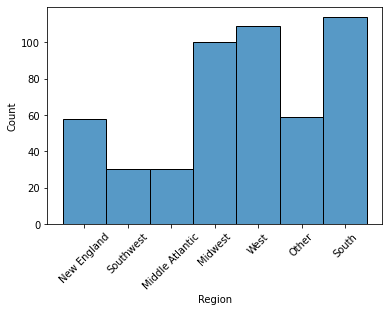 100
80
60
40
20
0
Count
New England
Southwest
Middle Atlantic
Midwest
West
Other
South
Region